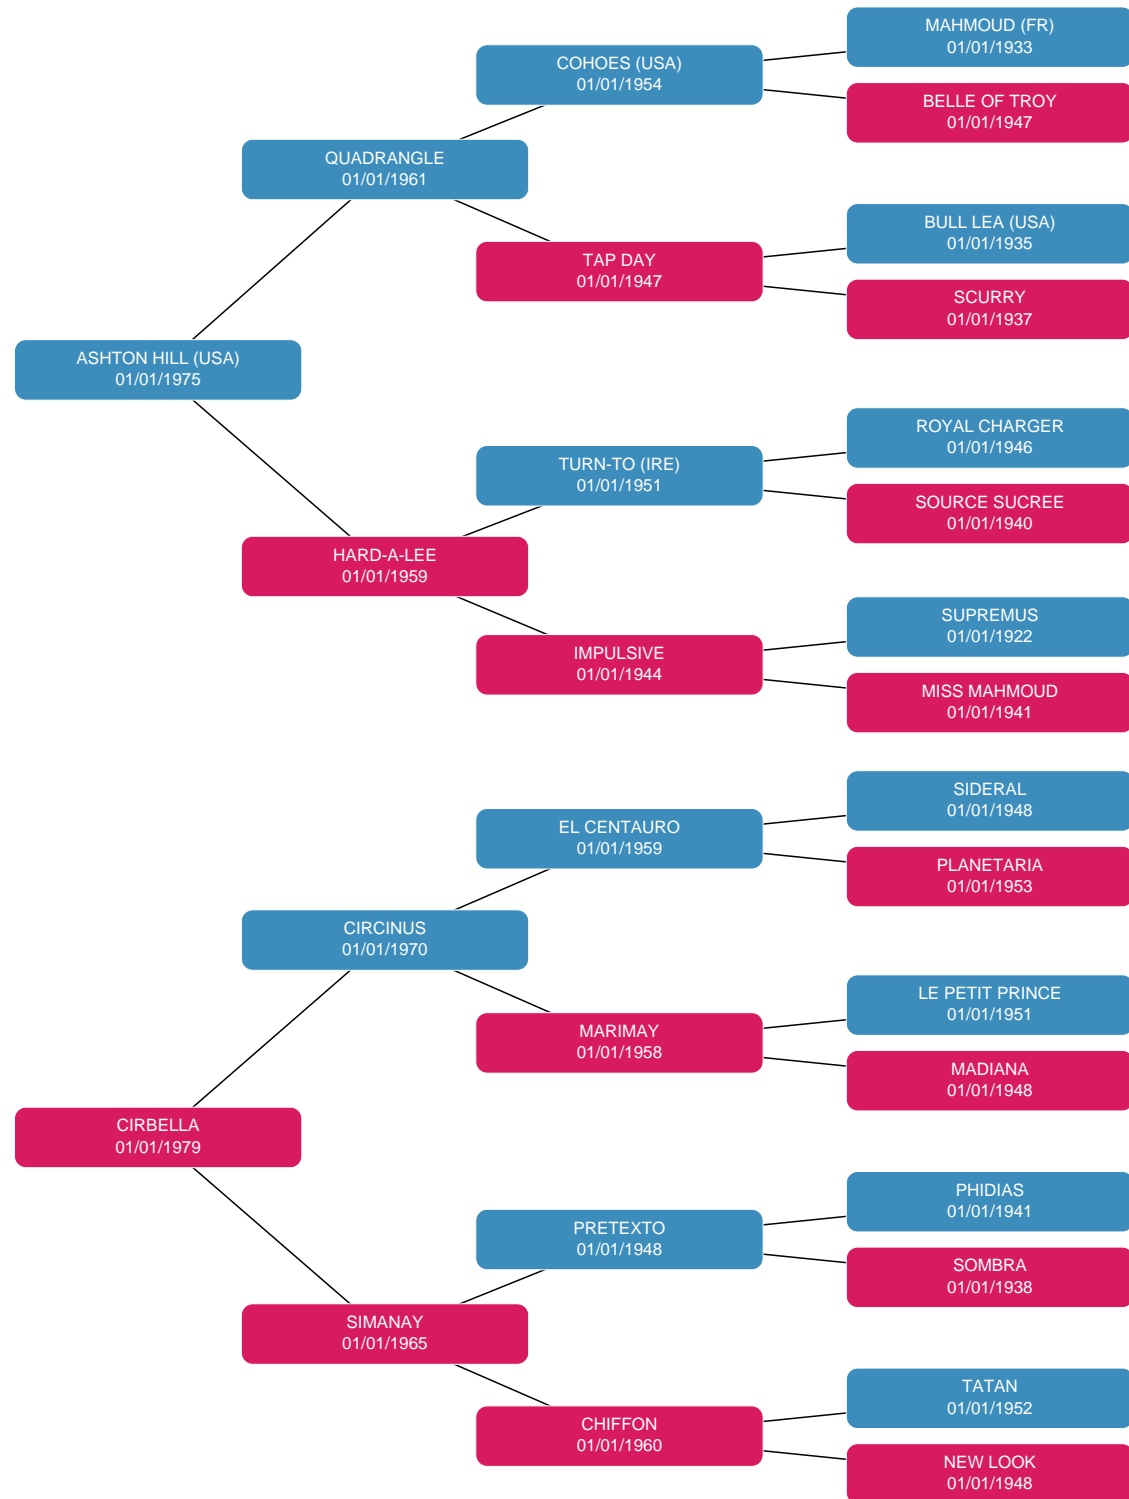 MAHMOUD (FR)
01/01/1933
COHOES (USA)
01/01/1954
BELLE OF TROY
01/01/1947
QUADRANGLE
01/01/1961
BULL LEA (USA)
01/01/1935
TAP DAY
01/01/1947
SCURRY
01/01/1937
ASHTON HILL (USA)
01/01/1975
ROYAL CHARGER
01/01/1946
TURN-TO (IRE)
01/01/1951
SOURCE SUCREE
01/01/1940
HARD-A-LEE
01/01/1959
SUPREMUS
01/01/1922
IMPULSIVE
01/01/1944
MISS MAHMOUD
01/01/1941
SIDERAL
01/01/1948
EL CENTAURO
01/01/1959
PLANETARIA
01/01/1953
CIRCINUS
01/01/1970
LE PETIT PRINCE
01/01/1951
MARIMAY
01/01/1958
MADIANA
01/01/1948
CIRBELLA
01/01/1979
PHIDIAS
01/01/1941
PRETEXTO
01/01/1948
SOMBRA
01/01/1938
SIMANAY
01/01/1965
TATAN
01/01/1952
CHIFFON
01/01/1960
NEW LOOK
01/01/1948